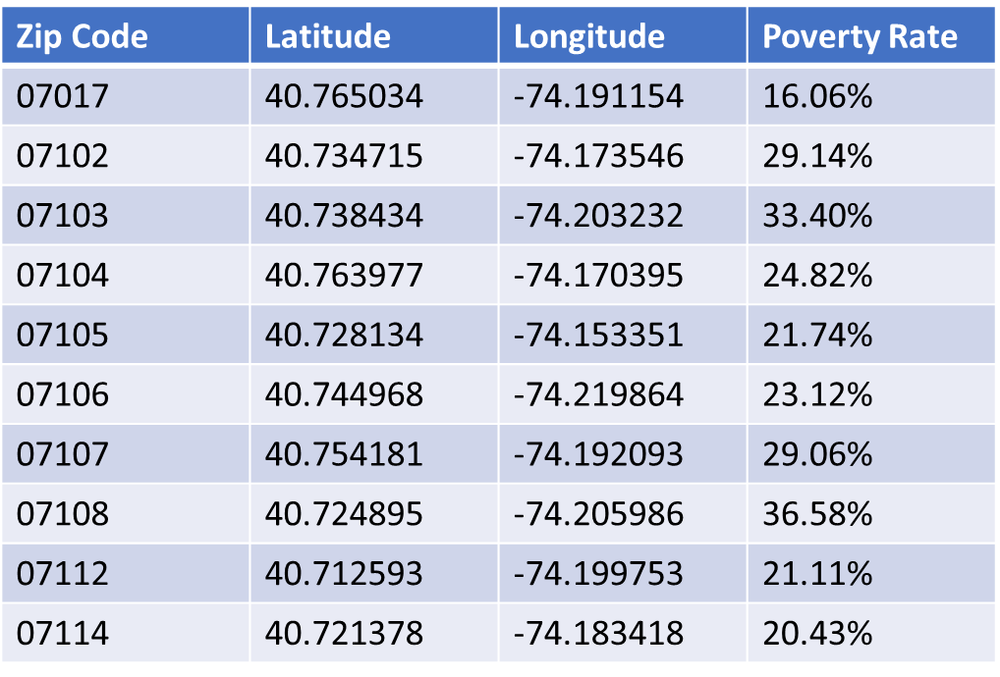 Zip Code Latitude Longitude Poverty Rate
07017 40.765034 -74.191154 16.06%
07102 40.734715 -74.173546 29.14%
07103 40.738434 -74.203232 33.40%
07104 40.763977 -74.170395 24.82%
07105 40.728134 -74.153351 21.74%
07106 40.744968 -74.219864 23.12%
07107 40.754181 -74.192093 29.06%
07108 40.724895 -74.205986 36.58%
07112 40.712593 -74.199753 21.11%
07114 40.721378 -74.183418 20.43%